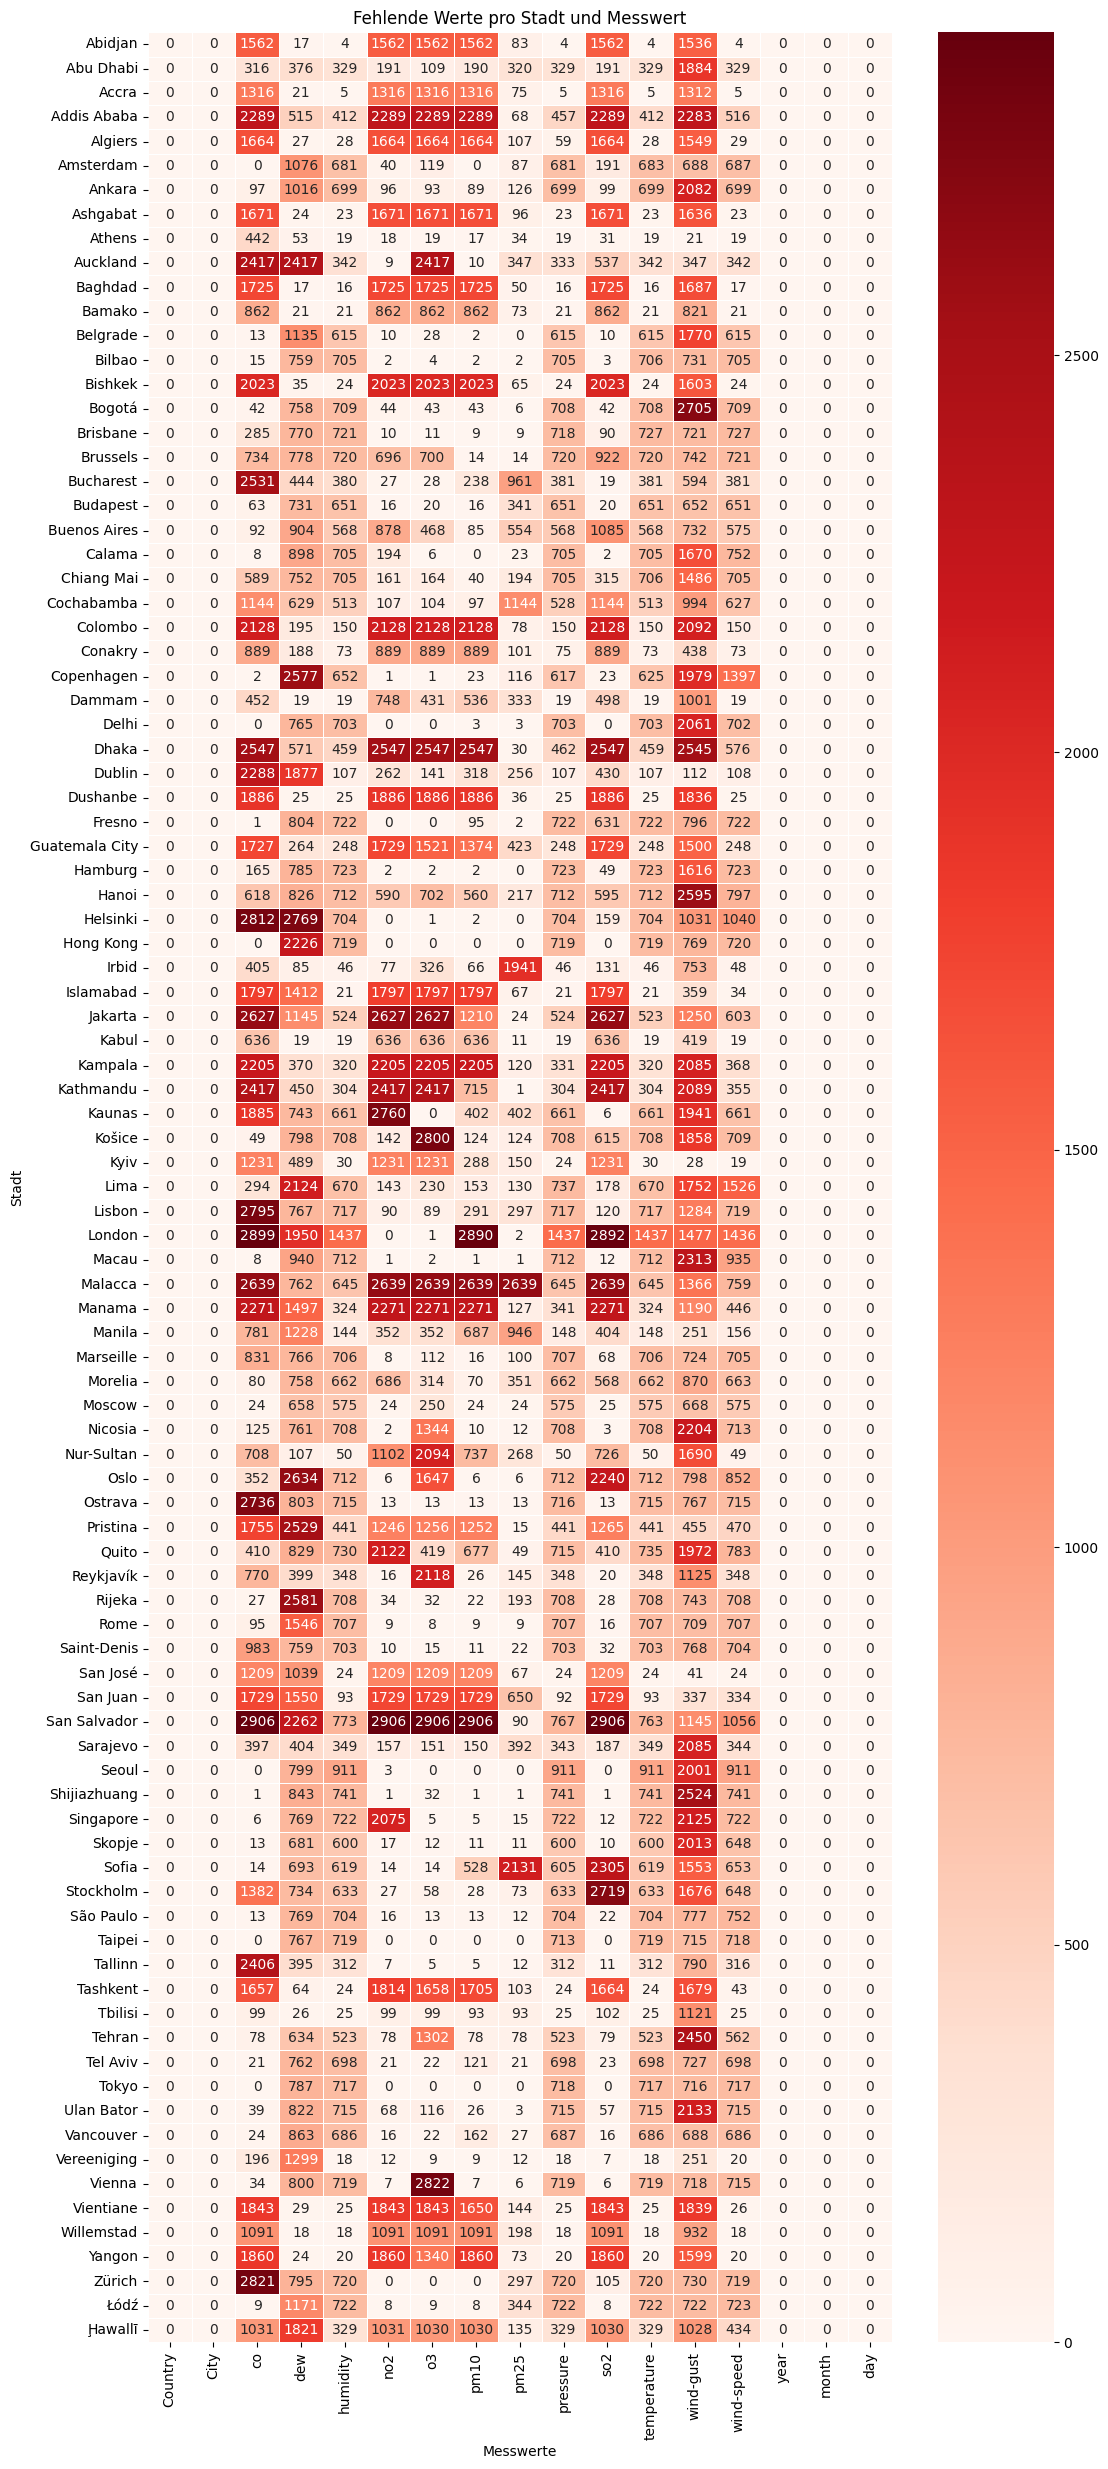 Fehlende Werte pro Stadt und Messwert
Abidjan 0 0 1562 17 4 1562 1562 1562 83 4 1562 4 1536 4 0 0 0
Abu Dhabi 0 0 316 376 329 191 109 190 320 329 191 329 1884 329 0 0 0
Accra 0 0 1316 21 5 1316 1316 1316 75 5 1316 5 1312 5 0 0 0
Addis Ababa 0 0 2289 515 412 2289 2289 2289 68 457 2289 412 2283 516 0 0 0
Algiers 0 0 1664 27 28 1664 1664 1664 107 59 1664 28 1549 29 0 0 0
Amsterdam 0 0 0 1076 681 40 119 0 87 681 191 683 688 687 0 0 0
Ankara 0 0 97 1016 699 96 93 89 126 699 99 699 2082 699 0 0 0
Ashgabat 0 0 1671 24 23 1671 1671 1671 96 23 1671 23 1636 23 0 0 0
Athens 0 0 442 53 19 18 19 17 34 19 31 19 21 19 0 0 0
Auckland 0 0 2417 2417 342 9 2417 10 347 333 537 342 347 342 0 0 0
Baghdad 0 0 1725 17 16 1725 1725 1725 50 16 1725 16 1687 17 0 0 0
Bamako 0 0 862 21 21 862 862 862 73 21 862 21 821 21 0 0 0
Belgrade 0 0 13 1135 615 10 28 2 0 615 10 615 1770 615 0 0 0
Bilbao 0 0 15 759 705 2 4 2 2 705 3 706 731 705 0 0 0
Bishkek 0 0 2023 35 24 2023 2023 2023 65 24 2023 24 1603 24 0 0 0
Bogotá 0 0 42 758 709 44 43 43 6 708 42 708 2705 709 0 0 0
Brisbane 0 0 285 770 721 10 11 9 9 718 90 727 721 727 0 0 0
Brussels 0 0 734 778 720 696 700 14 14 720 922 720 742 721 0 0 0
Bucharest 0 0 2531 444 380 27 28 238 961 381 19 381 594 381 0 0 0
Budapest 0 0 63 731 651 16 20 16 341 651 20 651 652 651 0 0 0
Buenos Aires 0 0 92 904 568 878 468 85 554 568 1085 568 732 575 0 0 0
Calama 0 0 8 898 705 194 6 0 23 705 2 705 1670 752 0 0 0
Chiang Mai 0 0 589 752 705 161 164 40 194 705 315 706 1486 705 0 0 0
Cochabamba 0 0 1144 629 513 107 104 97 1144 528 1144 513 994 627 0 0 0
Colombo 0 0 2128 195 150 2128 2128 2128 78 150 2128 150 2092 150 0 0 0
Conakry 0 0 889 188 73 889 889 889 101 75 889 73 438 73 0 0 0
Copenhagen 0 0 2 2577 652 1 1 23 116 617 23 625 1979 1397 0 0 0
Dammam 0 0 452 19 19 748 431 536 333 19 498 19 1001 19 0 0 0
Delhi 0 0 0 765 703 0 0 3 3 703 0 703 2061 702 0 0 0
Dhaka 0 0 2547 571 459 2547 2547 2547 30 462 2547 459 2545 576 0 0 0
Dublin 0 0 2288 1877 107 262 141 318 256 107 430 107 112 108 0 0 0
Dushanbe 0 0 1886 25 25 1886 1886 1886 36 25 1886 25 1836 25 0 0 0
Fresno 0 0 1 804 722 0 0 95 2 722 631 722 796 722 0 0 0
Guatemala City 0 0 1727 264 248 1729 1521 1374 423 248 1729 248 1500 248 0 0 0
Hamburg 0 0 165 785 723 2 2 2 0 723 49 723 1616 723 0 0 0
Hanoi 0 0 618 826 712 590 702 560 217 712 595 712 2595 797 0 0 0
Helsinki 0 0 2812 2769 704 0 1 2 0 704 159 704 1031 1040 0 0 0
Hong Kong 0 0 0 2226 719 0 0 0 0 719 0 719 769 720 0 0 0
Irbid 0 0 405 85 46 77 326 66 1941 46 131 46 753 48 0 0 0
Islamabad 0 0 1797 1412 21 1797 1797 1797 67 21 1797 21 359 34 0 0 0
Jakarta 0 0 2627 1145 524 2627 2627 1210 24 524 2627 523 1250 603 0 0 0
Kabul 0 0 636 19 19 636 636 636 11 19 636 19 419 19 0 0 0
Kampala 0 0 2205 370 320 2205 2205 2205 120 331 2205 320 2085 368 0 0 0
Kathmandu 0 0 2417 450 304 2417 2417 715 1 304 2417 304 2089 355 0 0 0
Kaunas 0 0 1885 743 661 2760 0 402 402 661 6 661 1941 661 0 0 0
Košice 0 0 49 798 708 142 2800 124 124 708 615 708 1858 709 0 0 0
Kyiv 0 0 1231 489 30 1231 1231 288 150 24 1231 30 28 19 0 0 0
Lima 0 0 294 2124 670 143 230 153 130 737 178 670 1752 1526 0 0 0
Lisbon 0 0 2795 767 717 90 89 291 297 717 120 717 1284 719 0 0 0
London 0 0 2899 1950 1437 0 1 2890 2 1437 2892 1437 1477 1436 0 0 0
Macau 0 0 8 940 712 1 2 1 1 712 12 712 2313 935 0 0 0
Malacca 0 0 2639 762 645 2639 2639 2639 2639 645 2639 645 1366 759 0 0 0
Manama 0 0 2271 1497 324 2271 2271 2271 127 341 2271 324 1190 446 0 0 0
Manila 0 0 781 1228 144 352 352 687 946 148 404 148 251 156 0 0 0
Marseille 0 0 831 766 706 8 112 16 100 707 68 706 724 705 0 0 0
Morelia 0 0 80 758 662 686 314 70 351 662 568 662 870 663 0 0 0
Moscow 0 0 24 658 575 24 250 24 24 575 25 575 668 575 0 0 0
Nicosia 0 0 125 761 708 2 1344 10 12 708 3 708 2204 713 0 0 0
Nur-Sultan 0 0 708 107 50 1102 2094 737 268 50 726 50 1690 49 0 0 0
Oslo 0 0 352 2634 712 6 1647 6 6 712 2240 712 798 852 0 0 0
Ostrava 0 0 2736 803 715 13 13 13 13 716 13 715 767 715 0 0 0
Pristina 0 0 1755 2529 441 1246 1256 1252 15 441 1265 441 455 470 0 0 0
Quito 0 0 410 829 730 2122 419 677 49 715 410 735 1972 783 0 0 0
Reykjavík 0 0 770 399 348 16 2118 26 145 348 20 348 1125 348 0 0 0
Rijeka 0 0 27 2581 708 34 32 22 193 708 28 708 743 708 0 0 0
Rome 0 0 95 1546 707 9 8 9 9 707 16 707 709 707 0 0 0
Saint-Denis 0 0 983 759 703 10 15 11 22 703 32 703 768 704 0 0 0
San José 0 0 1209 1039 24 1209 1209 1209 67 24 1209 24 41 24 0 0 0
San Juan 0 0 1729 1550 93 1729 1729 1729 650 92 1729 93 337 334 0 0 0
San Salvador 0 0 2906 2262 773 2906 2906 2906 90 767 2906 763 1145 1056 0 0 0
Sarajevo 0 0 397 404 349 157 151 150 392 343 187 349 2085 344 0 0 0
Seoul 0 0 0 799 911 3 0 0 0 911 0 911 2001 911 0 0 0
Shijiazhuang 0 0 1 843 741 1 32 1 1 741 1 741 2524 741 0 0 0
Singapore 0 0 6 769 722 2075 5 5 15 722 12 722 2125 722 0 0 0
Skopje 0 0 13 681 600 17 12 11 11 600 10 600 2013 648 0 0 0
Sofia 0 0 14 693 619 14 14 528 2131 605 2305 619 1553 653 0 0 0
Stockholm 0 0 1382 734 633 27 58 28 73 633 2719 633 1676 648 0 0 0
São Paulo 0 0 13 769 704 16 13 13 12 704 22 704 777 752 0 0 0
Taipei 0 0 0 767 719 0 0 0 0 713 0 719 715 718 0 0 0
Tallinn 0 0 2406 395 312 7 5 5 12 312 11 312 790 316 0 0 0
Tashkent 0 0 1657 64 24 1814 1658 1705 103 24 1664 24 1679 43 0 0 0
Tbilisi 0 0 99 26 25 99 99 93 93 25 102 25 1121 25 0 0 0
Tehran 0 0 78 634 523 78 1302 78 78 523 79 523 2450 562 0 0 0
Tel Aviv 0 0 21 762 698 21 22 121 21 698 23 698 727 698 0 0 0
Tokyo 0 0 0 787 717 0 0 0 0 718 0 717 716 717 0 0 0
Ulan Bator 0 0 39 822 715 68 116 26 3 715 57 715 2133 715 0 0 0
Vancouver 0 0 24 863 686 16 22 162 27 687 16 686 688 686 0 0 0
Vereeniging 0 0 196 1299 18 12 9 9 12 18 7 18 251 20 0 0 0
Vienna 0 0 34 800 719 7 2822 7 6 719 6 719 718 715 0 0 0
Vientiane 0 0 1843 29 25 1843 1843 1650 144 25 1843 25 1839 26 0 0 0
Willemstad 0 0 1091 18 18 1091 1091 1091 198 18 1091 18 932 18 0 0 0
Yangon 0 0 1860 24 20 1860 1340 1860 73 20 1860 20 1599 20 0 0 0
Zürich 0 0 2821 795 720 0 0 0 297 720 105 720 730 719 0 0 0
Łódź 0 0 9 1171 722 8 9 8 344 722 8 722 722 723 0 0 0
Ḩawallī 0 0 1031 1821 329 1031 1030 1030 135 329 1030 329 1028 434 0 0 0
Country City co dew humidity no2 o3 pm10 pm25 pressure so2 temperature wind-gust wind-speed year month day
Messwerte
Stadt
2500
2000
1500
1000
500
0